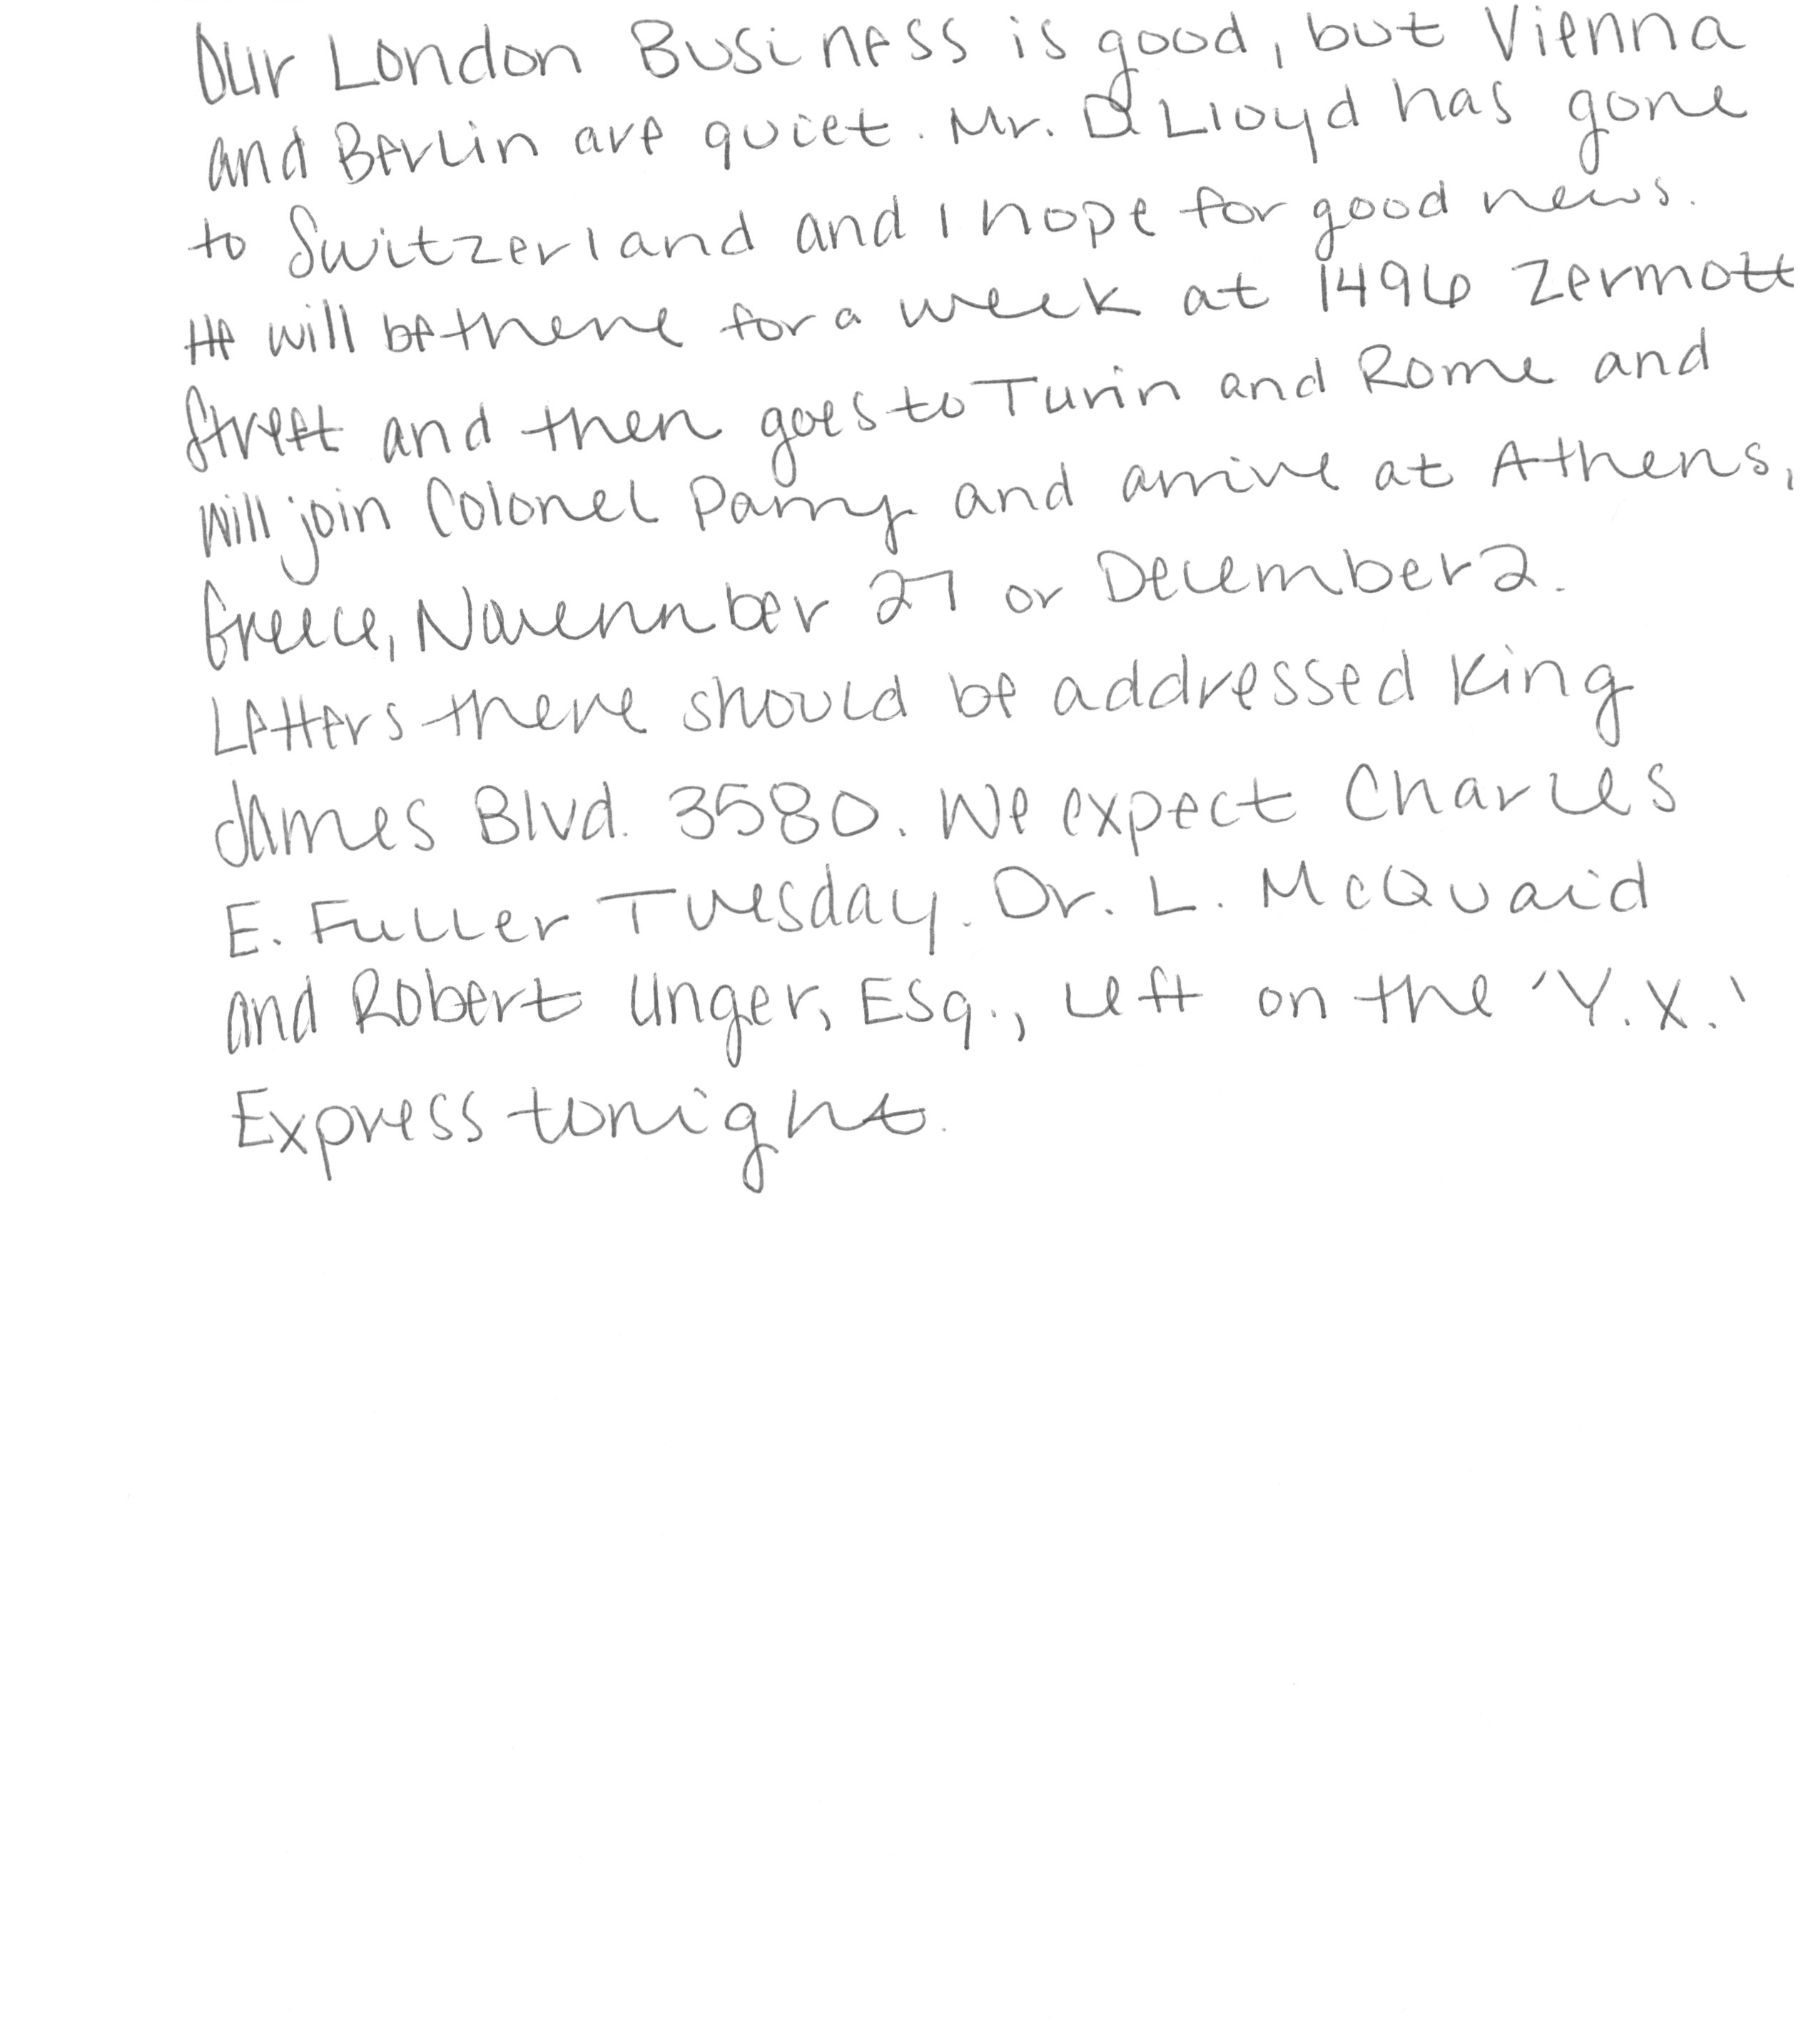 Our London Business is good, but Vienna
and Berlin are quiet. Mr. D. Lloyd has gone
to Switzerland and I hope for good news.
He will be there for a week at 1496 Zermott
Street and then goes to Turin and Rome and
will join Colonel Parry and arrive at Athens,
Greece, November 27 or December 2.
Letters there should be addressed King
James Blvd. 3580. We expect Charles
E. Fuller Tuesday. Dr. L. McQuaid
and Robert Unger, Esq., left on the 'Y.X.'
Express tonight.